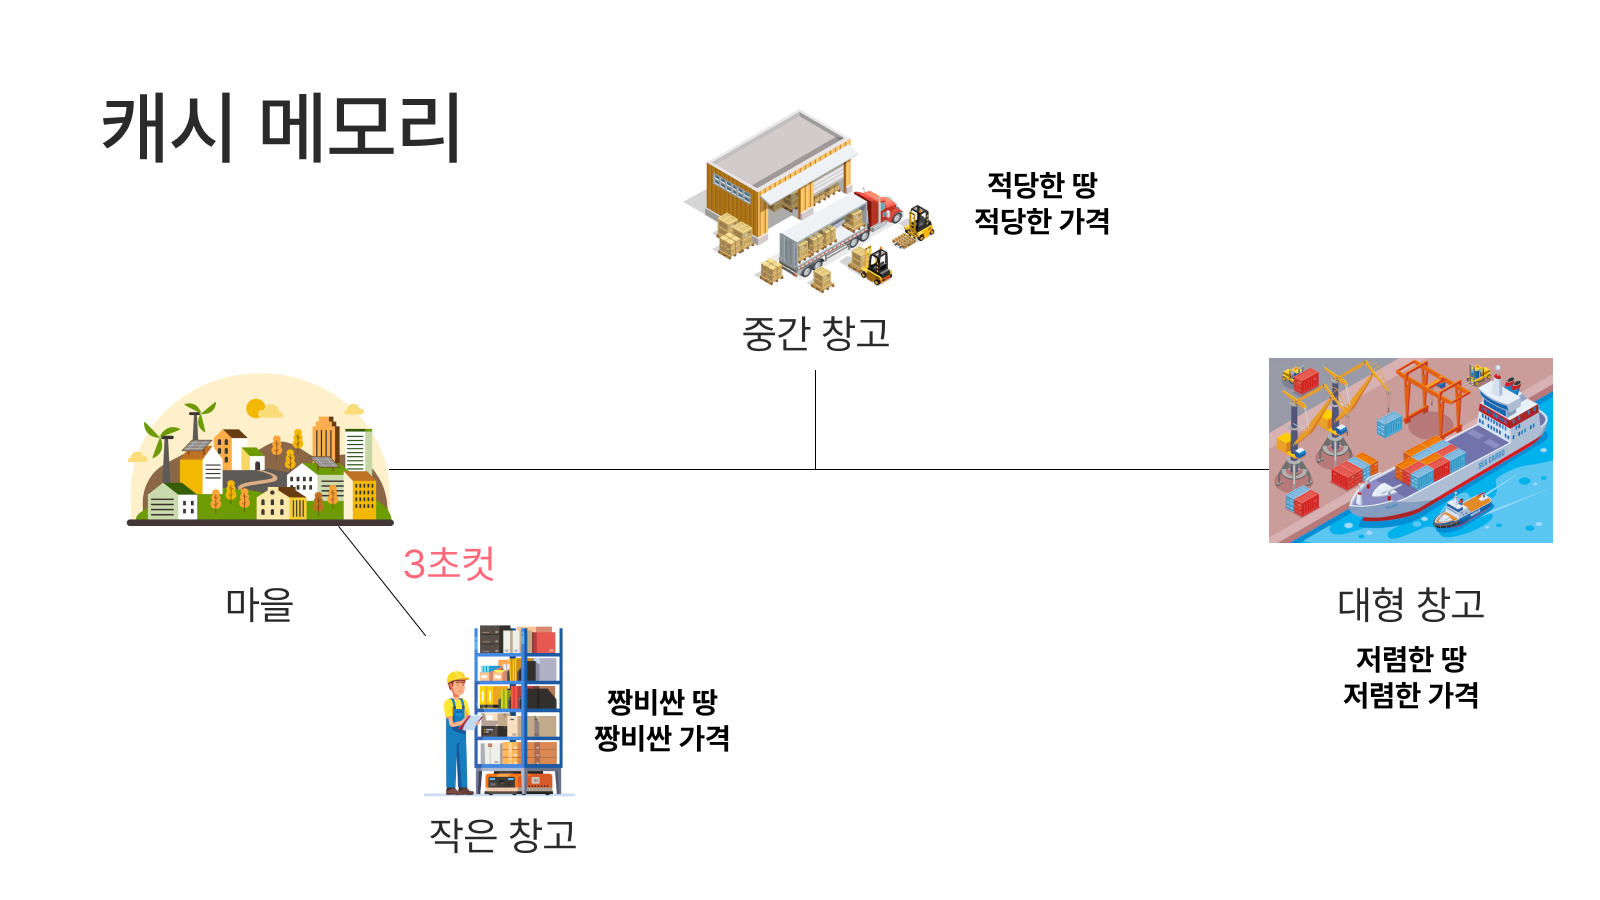 캐시 메모리
적당한 땅
적당한 가격
중간 창고
SEA CARGO
3초컷
마을
대형 창고
저렴한 땅
저렴한 가격
짱비싼 땅
짱비싼 가격
작은 창고